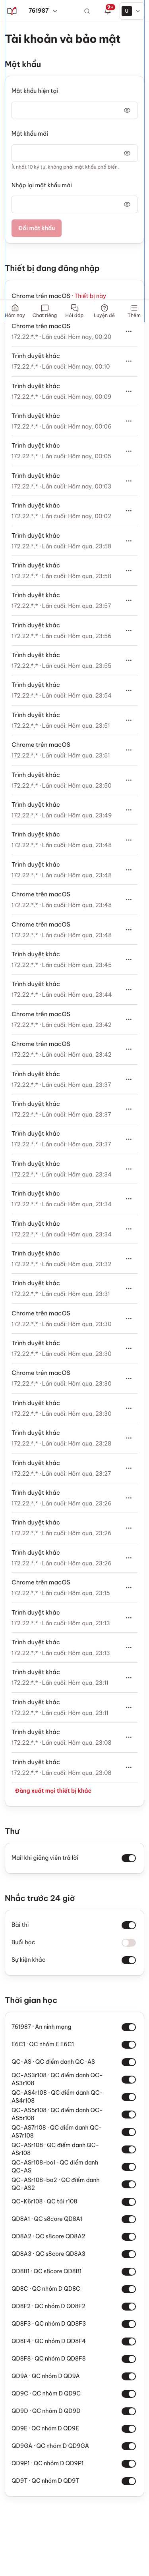 761987
9+
U
Tài khoản và bảo mật
Mật khẩu
Mật khẩu hiện tại
Mật khẩu mới
Ít nhất 10 ký tự, không phải mật khẩu phổ biến.
Nhập lại mật khẩu mới
Đổi mật khẩu
Thiết bị đang đăng nhập
Chrome trên macOS · Thiết bị này
Hôm nay
Chat riêng
Hỏi đáp
Luyện đề
Thêm
Chrome trên macOS
172.22.*.* · Lần cuối: Hôm nay, 00:20
Trình duyệt khác
172.22.*.* · Lần cuối: Hôm nay, 00:10
Trình duyệt khác
172.22.*.* · Lần cuối: Hôm nay, 00:09
Trình duyệt khác
172.22.*.* · Lần cuối: Hôm nay, 00:06
Trình duyệt khác
172.22.*.* · Lần cuối: Hôm nay, 00:05
Trình duyệt khác
172.22.*.* · Lần cuối: Hôm nay, 00:03
Trình duyệt khác
172.22.*.* · Lần cuối: Hôm nay, 00:02
Trình duyệt khác
172.22.*.* · Lần cuối: Hôm qua, 23:58
Trình duyệt khác
172.22.*.* · Lần cuối: Hôm qua, 23:58
Trình duyệt khác
172.22.*.* · Lần cuối: Hôm qua, 23:57
Trình duyệt khác
172.22.*.* · Lần cuối: Hôm qua, 23:56
Trình duyệt khác
172.22.*.* · Lần cuối: Hôm qua, 23:55
Trình duyệt khác
172.22.*.* · Lần cuối: Hôm qua, 23:54
Trình duyệt khác
172.22.*.* · Lần cuối: Hôm qua, 23:51
Chrome trên macOS
172.22.*.* · Lần cuối: Hôm qua, 23:51
Trình duyệt khác
172.22.*.* · Lần cuối: Hôm qua, 23:50
Trình duyệt khác
172.22.*.* · Lần cuối: Hôm qua, 23:49
Trình duyệt khác
172.22.*.* · Lần cuối: Hôm qua, 23:48
Trình duyệt khác
172.22.*.* · Lần cuối: Hôm qua, 23:48
Chrome trên macOS
172.22.*.* · Lần cuối: Hôm qua, 23:48
Chrome trên macOS
172.22.*.* · Lần cuối: Hôm qua, 23:48
Trình duyệt khác
172.22.*.* · Lần cuối: Hôm qua, 23:45
Trình duyệt khác
172.22.*.* · Lần cuối: Hôm qua, 23:44
Chrome trên macOS
172.22.*.* · Lần cuối: Hôm qua, 23:42
Chrome trên macOS
172.22.*.* · Lần cuối: Hôm qua, 23:42
Trình duyệt khác
172.22.*.* · Lần cuối: Hôm qua, 23:37
Trình duyệt khác
172.22.*.* · Lần cuối: Hôm qua, 23:37
Trình duyệt khác
172.22.*.* · Lần cuối: Hôm qua, 23:37
Trình duyệt khác
172.22.*.* · Lần cuối: Hôm qua, 23:34
Trình duyệt khác
172.22.*.* · Lần cuối: Hôm qua, 23:34
Trình duyệt khác
172.22.*.* · Lần cuối: Hôm qua, 23:34
Trình duyệt khác
172.22.*.* · Lần cuối: Hôm qua, 23:32
Trình duyệt khác
172.22.*.* · Lần cuối: Hôm qua, 23:31
Chrome trên macOS
172.22.*.* · Lần cuối: Hôm qua, 23:30
Trình duyệt khác
172.22.*.* · Lần cuối: Hôm qua, 23:30
Chrome trên macOS
172.22.*.* · Lần cuối: Hôm qua, 23:30
Trình duyệt khác
172.22.*.* · Lần cuối: Hôm qua, 23:30
Trình duyệt khác
172.22.*.* · Lần cuối: Hôm qua, 23:28
Trình duyệt khác
172.22.*.* · Lần cuối: Hôm qua, 23:27
Trình duyệt khác
172.22.*.* · Lần cuối: Hôm qua, 23:26
Trình duyệt khác
172.22.*.* · Lần cuối: Hôm qua, 23:26
Trình duyệt khác
172.22.*.* · Lần cuối: Hôm qua, 23:26
Chrome trên macOS
172.22.*.* · Lần cuối: Hôm qua, 23:15
Trình duyệt khác
172.22.*.* · Lần cuối: Hôm qua, 23:13
Trình duyệt khác
172.22.*.* · Lần cuối: Hôm qua, 23:13
Trình duyệt khác
172.22.*.* · Lần cuối: Hôm qua, 23:11
Trình duyệt khác
172.22.*.* · Lần cuối: Hôm qua, 23:11
Trình duyệt khác
172.22.*.* · Lần cuối: Hôm qua, 23:08
Trình duyệt khác
172.22.*.* · Lần cuối: Hôm qua, 23:08
Đăng xuất mọi thiết bị khác
Thư
Mail khi giảng viên trả lời
Nhắc trước 24 giờ
Bài thi
Buổi học
Sự kiện khác
Thời gian học
761987 · An ninh mạng
E6C1 · QC nhóm E E6C1
QC-AS · QC điểm danh QC-AS
QC-AS3r108 · QC điểm danh QC-
AS3r108
QC-AS4r108 · QC điểm danh QC-
AS4r108
QC-AS5r108 · QC điểm danh QC-
AS5r108
QC-AS7r108 · QC điểm danh QC-
AS7r108
QC-ASr108 · QC điểm danh QC-
ASr108
QC-ASr108-bo1 · QC điểm danh
QC-AS
QC-ASr108-bo2 · QC điểm danh
QC-AS2
QC-K6r108 · QC tải r108
QD8A1 · QC s8core QD8A1
QD8A2 · QC s8core QD8A2
QD8A3 · QC s8core QD8A3
QD8B1 · QC s8core QD8B1
QD8C · QC nhóm D QD8C
QD8F2 · QC nhóm D QD8F2
QD8F3 · QC nhóm D QD8F3
QD8F4 · QC nhóm D QD8F4
QD8F8 · QC nhóm D QD8F8
QD9A · QC nhóm D QD9A
QD9C · QC nhóm D QD9C
QD9D · QC nhóm D QD9D
QD9E · QC nhóm D QD9E
QD9GA · QC nhóm D QD9GA
QD9P1 · QC nhóm D QD9P1
QD9T · QC nhóm D QD9T